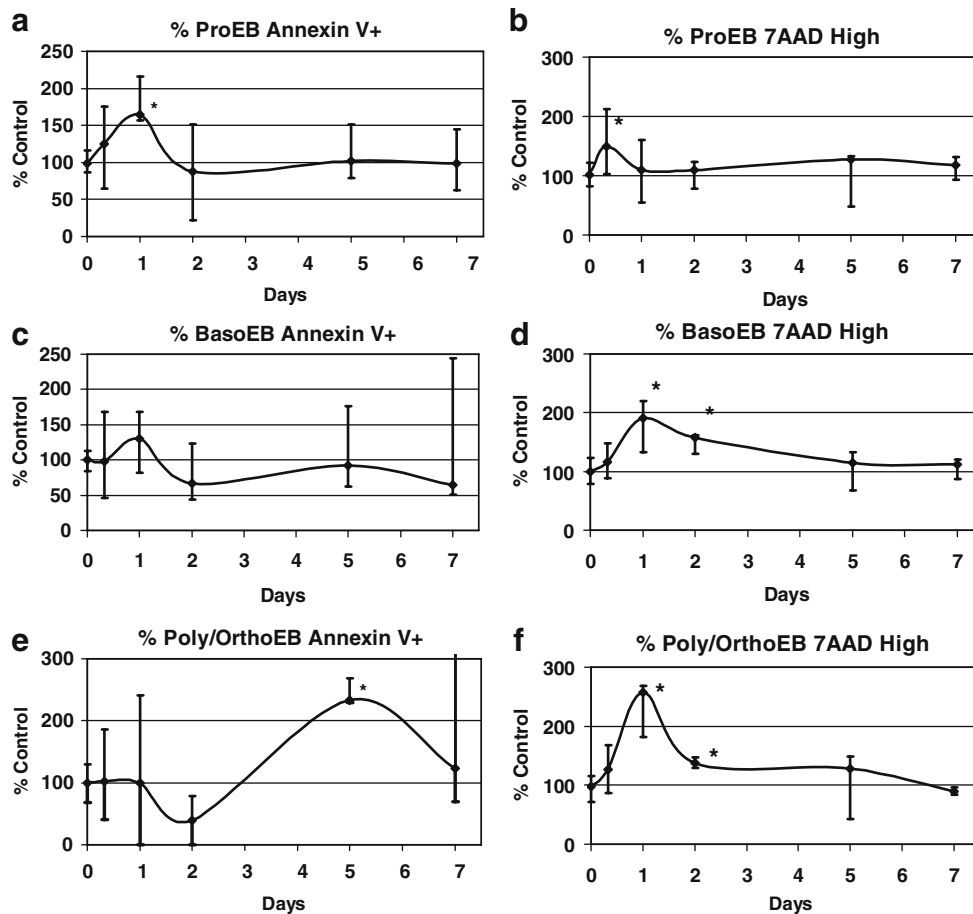 a
% ProEB Annexin V+
% Control
250
200
150
100
50
0
*
0 1 2 3 4 5 6 7
Days
b
% ProEB 7AAD High
% Control
300
200
100
0
*
0 1 2 3 4 5 6 7
Days
c
% BasoEB Annexin V+
% Control
250
200
150
100
50
0
0 1 2 3 4 5 6 7
Days
d
% BasoEB 7AAD High
% Control
300
200
100
0
*
*
0 1 2 3 4 5 6 7
Days
e
% Poly/OrthoEB Annexin V+
% Control
300
200
100
0
*
0 1 2 3 4 5 6 7
Days
f
% Poly/OrthoEB 7AAD High
% Control
300
200
100
0
*
*
0 1 2 3 4 5 6 7
Days